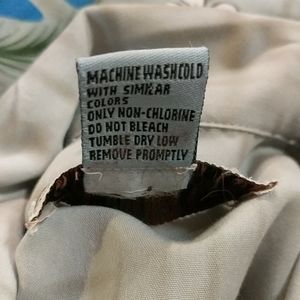 MACHINE WASH COLD
WITH SIMILAR
COLORS
ONLY NON-CHLORINE
DO NOT BLEACH
TUMBLE DRY LOW
REMOVE PROMPTLY